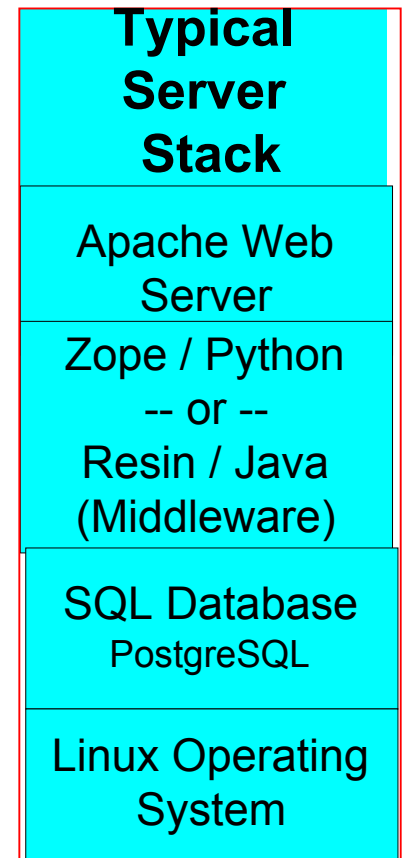 Typical
Server
Stack
Apache Web
Server
Zope / Python
-- or --
Resin / Java
(Middleware)
SQL Database
PostgreSQL
Linux Operating
System